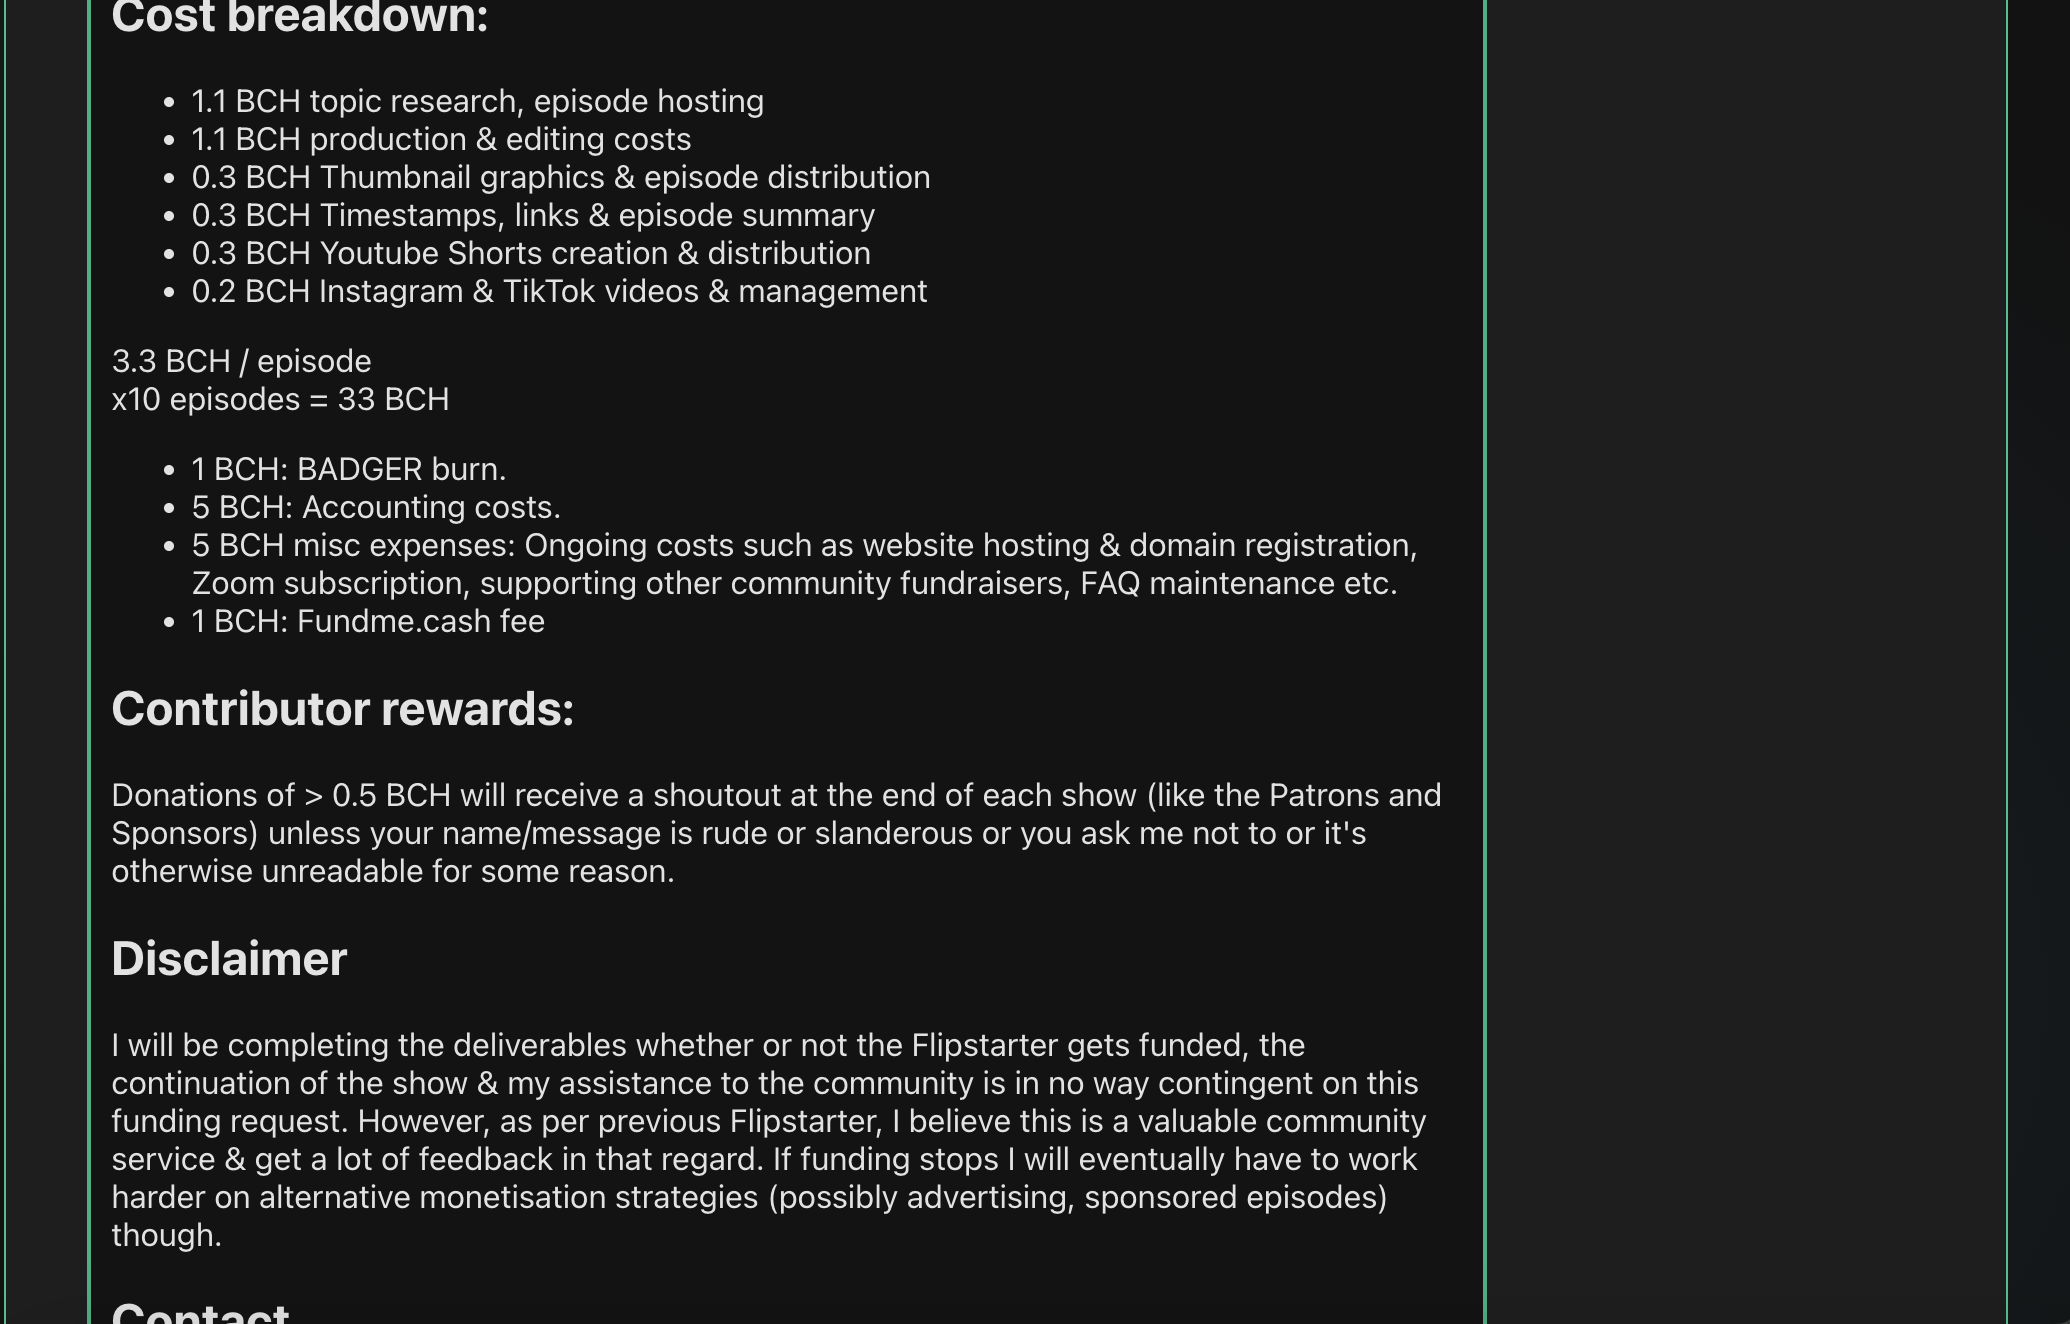 Cost breakdown:
• 1.1 BCH topic research, episode hosting
• 1.1 BCH production & editing costs
• 0.3 BCH Thumbnail graphics & episode distribution
• 0.3 BCH Timestamps, links & episode summary
• 0.3 BCH Youtube Shorts creation & distribution
• 0.2 BCH Instagram & TikTok videos & management
3.3 BCH / episode
x10 episodes = 33 BCH
• 1 BCH: BADGER burn.
• 5 BCH: Accounting costs.
• 5 BCH misc expenses: Ongoing costs such as website hosting & domain registration,
Zoom subscription, supporting other community fundraisers, FAQ maintenance etc.
• 1 BCH: Fundme.cash fee
Contributor rewards:
Donations of > 0.5 BCH will receive a shoutout at the end of each show (like the Patrons and
Sponsors) unless your name/message is rude or slanderous or you ask me not to or it's
otherwise unreadable for some reason.
Disclaimer
I will be completing the deliverables whether or not the Flipstarter gets funded, the
continuation of the show & my assistance to the community is in no way contingent on this
funding request. However, as per previous Flipstarter, I believe this is a valuable community
service & get a lot of feedback in that regard. If funding stops I will eventually have to work
harder on alternative monetisation strategies (possibly advertising, sponsored episodes)
though.
Contact